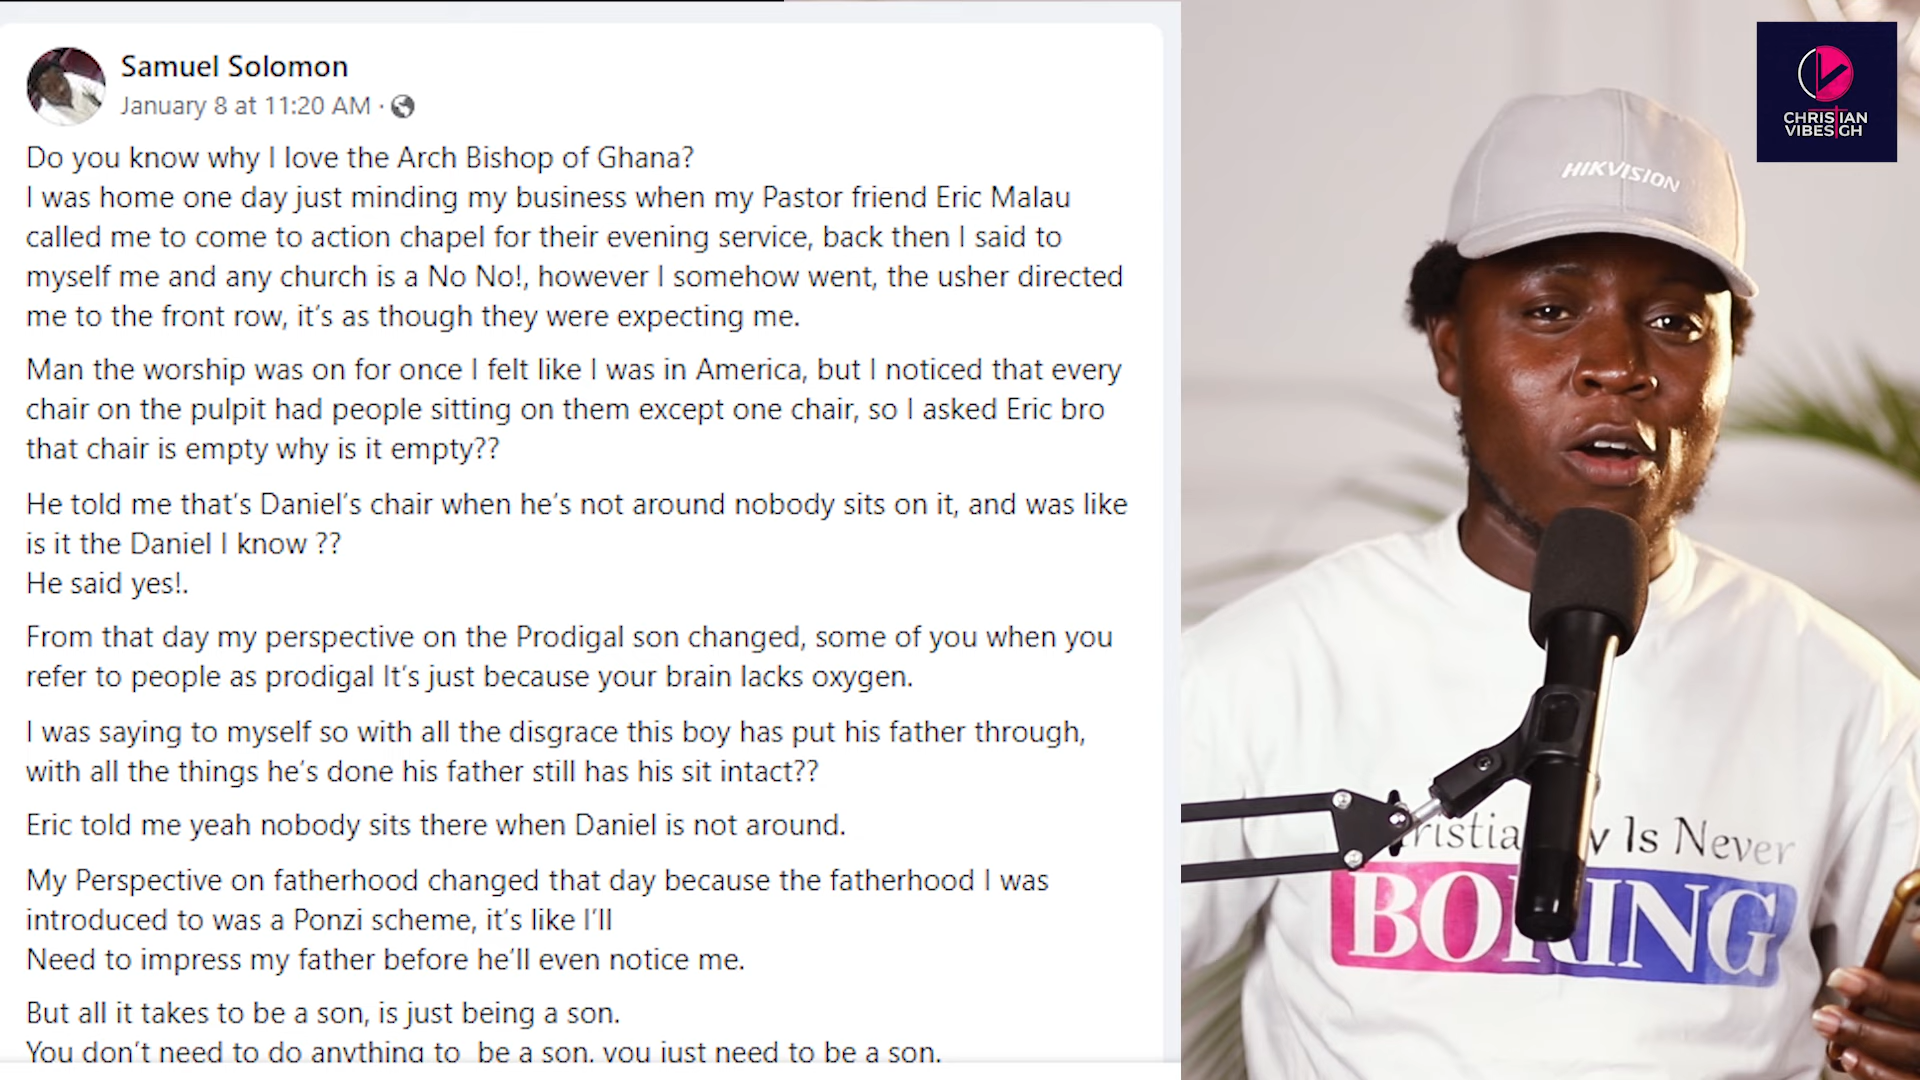 Samuel Solomon
January 8 at 11:20 AM ·
Do you know why I love the Arch Bishop of Ghana?
I was home one day just minding my business when my Pastor friend Eric Malau
called me to come to action chapel for their evening service, back then I said to
myself me and any church is a No No!, however I somehow went, the usher directed
me to the front row, it's as though they were expecting me.
Man the worship was on for once I felt like I was in America, but I noticed that every
chair on the pulpit had people sitting on them except one chair, so I asked Eric bro
that chair is empty why is it empty??
He told me that's Daniel's chair when he's not around nobody sits on it, and was like
is it the Daniel I know ??
He said yes!.
From that day my perspective on the Prodigal son changed, some of you when you
refer to people as prodigal It's just because your brain lacks oxygen.
I was saying to myself so with all the disgrace this boy has put his father through,
with all the things he's done his father still has his sit intact??
Eric told me yeah nobody sits there when Daniel is not around.
My Perspective on fatherhood changed that day because the fatherhood I was
introduced to was a Ponzi scheme, it's like I'll
Need to impress my father before he'll even notice me.
But all it takes to be a son, is just being a son.
You don't need to do anything to be a son, you just need to be a son.
CHRISTIAN
VIBESGH
HIKVISION
Is Never
BORING